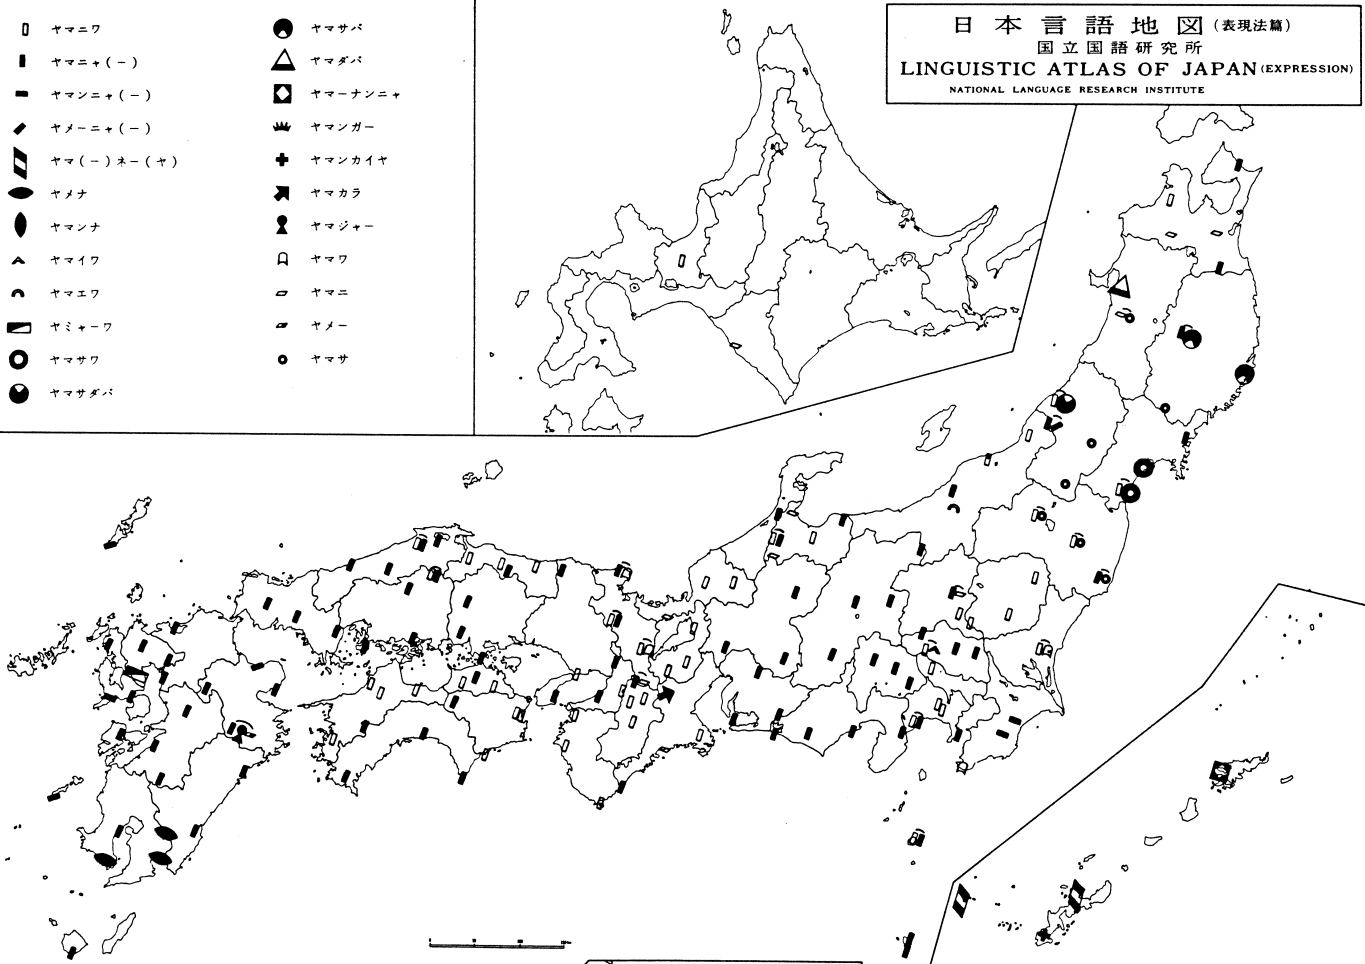 ヤマニワ
ヤマニャ(ー)
ヤマンニャ(ー)
ヤメーニャ(ー)
ヤマ(ー)ネー(ヤ)
ヤメナ
ヤマンナ
ヤマイワ
ヤマエワ
ヤミャーワ
ヤマサワ
ヤマサダバ
ヤマサバ
ヤマダバ
ヤマーナンニャ
ヤマンガー
ヤマンカイヤ
ヤマカラ
ヤマジャー
ヤマワ
ヤマニ
ヤメー
ヤマサ
日本言語地図(表現法篇)
国立国語研究所
LINGUISTIC ATLAS OF JAPAN (EXPRESSION)
NATIONAL LANGUAGE RESEARCH INSTITUTE